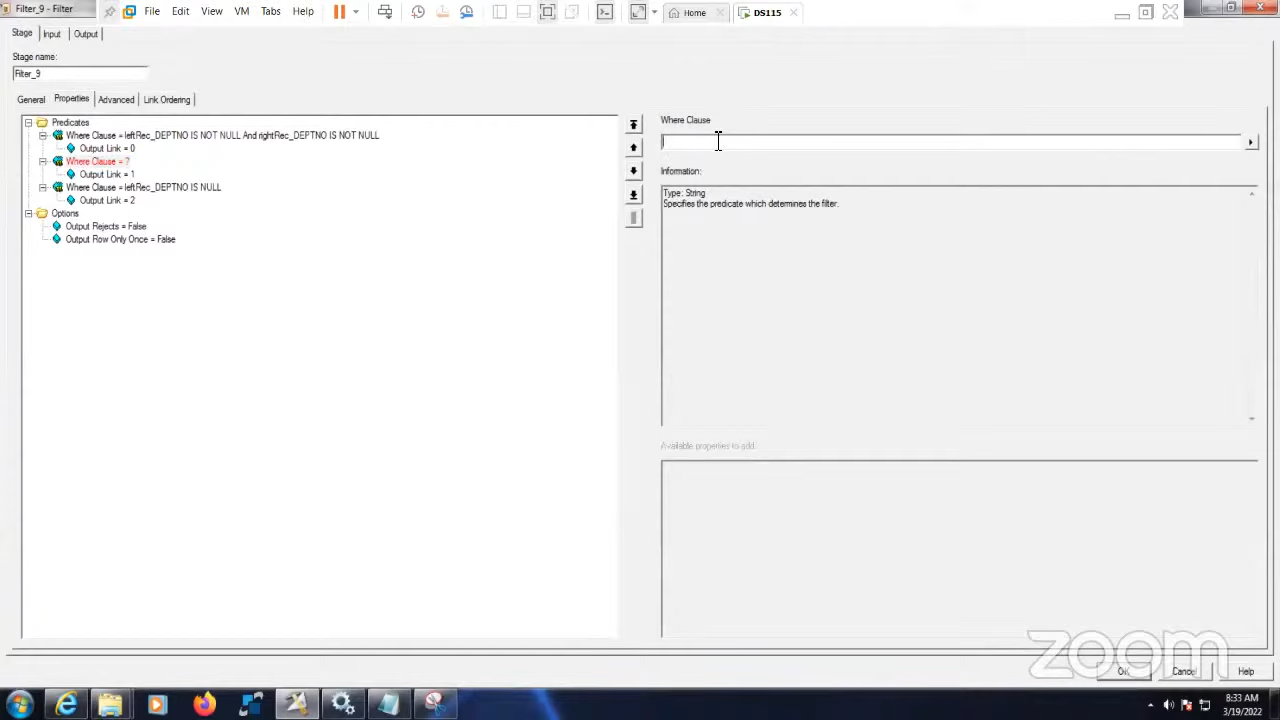 Filter_9 - Filter
File Edit View VM Tabs Help
Home
DS115
Stage Input Output
Stage name:
Filter_9
General Properties Advanced Link Ordering
Predicates
Where Clause = leftRec_DEPTNO IS NOT NULL And rightRec_DEPTNO IS NOT NULL
Output Link = 0
Where Clause = ?
Output Link = 1
Where Clause = leftRec_DEPTNO IS NULL
Output Link = 2
Options
Output Rejects = False
Output Row Only Once = False
Where Clause
Information:
Type: String
Specifies the predicate which determines the filter.
Available properties to add:
zoom
OK Cancel Help
8:33 AM
3/19/2022